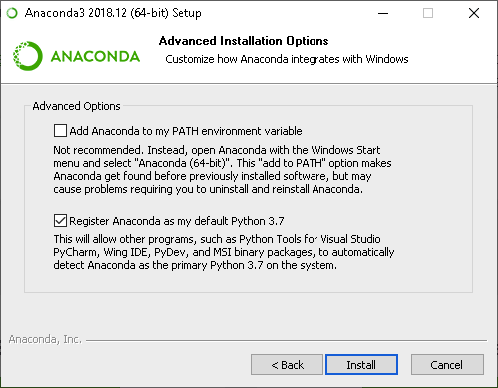 Anaconda3 2018.12 (64-bit) Setup
ANACONDA
Advanced Installation Options
Customize how Anaconda integrates with Windows
Advanced Options
Add Anaconda to my PATH environment variable
Not recommended. Instead, open Anaconda with the Windows Start
menu and select "Anaconda (64-bit)". This "add to PATH" option makes
Anaconda get found before previously installed software, but may
cause problems requiring you to uninstall and reinstall Anaconda.
Register Anaconda as my default Python 3.7
This will allow other programs, such as Python Tools for Visual Studio
PyCharm, Wing IDE, PyDev, and MSI binary packages, to automatically
detect Anaconda as the primary Python 3.7 on the system.
Anaconda, Inc.
< Back
Install
Cancel